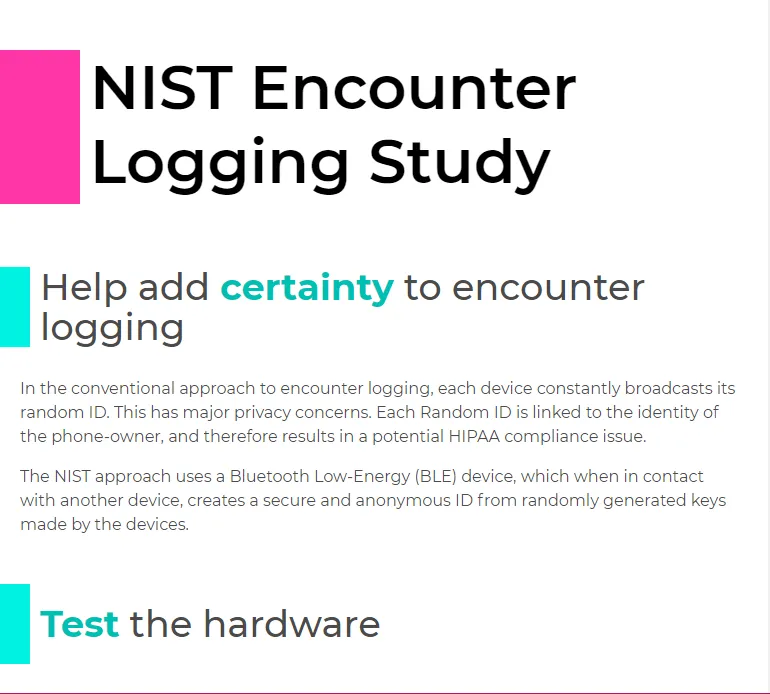 NIST Encounter
Logging Study
Help add certainty to encounter
logging
In the conventional approach to encounter logging, each device constantly broadcasts its
random ID. This has major privacy concerns. Each Random ID is linked to the identity of
the phone-owner, and therefore results in a potential HIPAA compliance issue.
The NIST approach uses a Bluetooth Low-Energy (BLE) device, which when in contact
with another device, creates a secure and anonymous ID from randomly generated keys
made by the devices.
Test the hardware